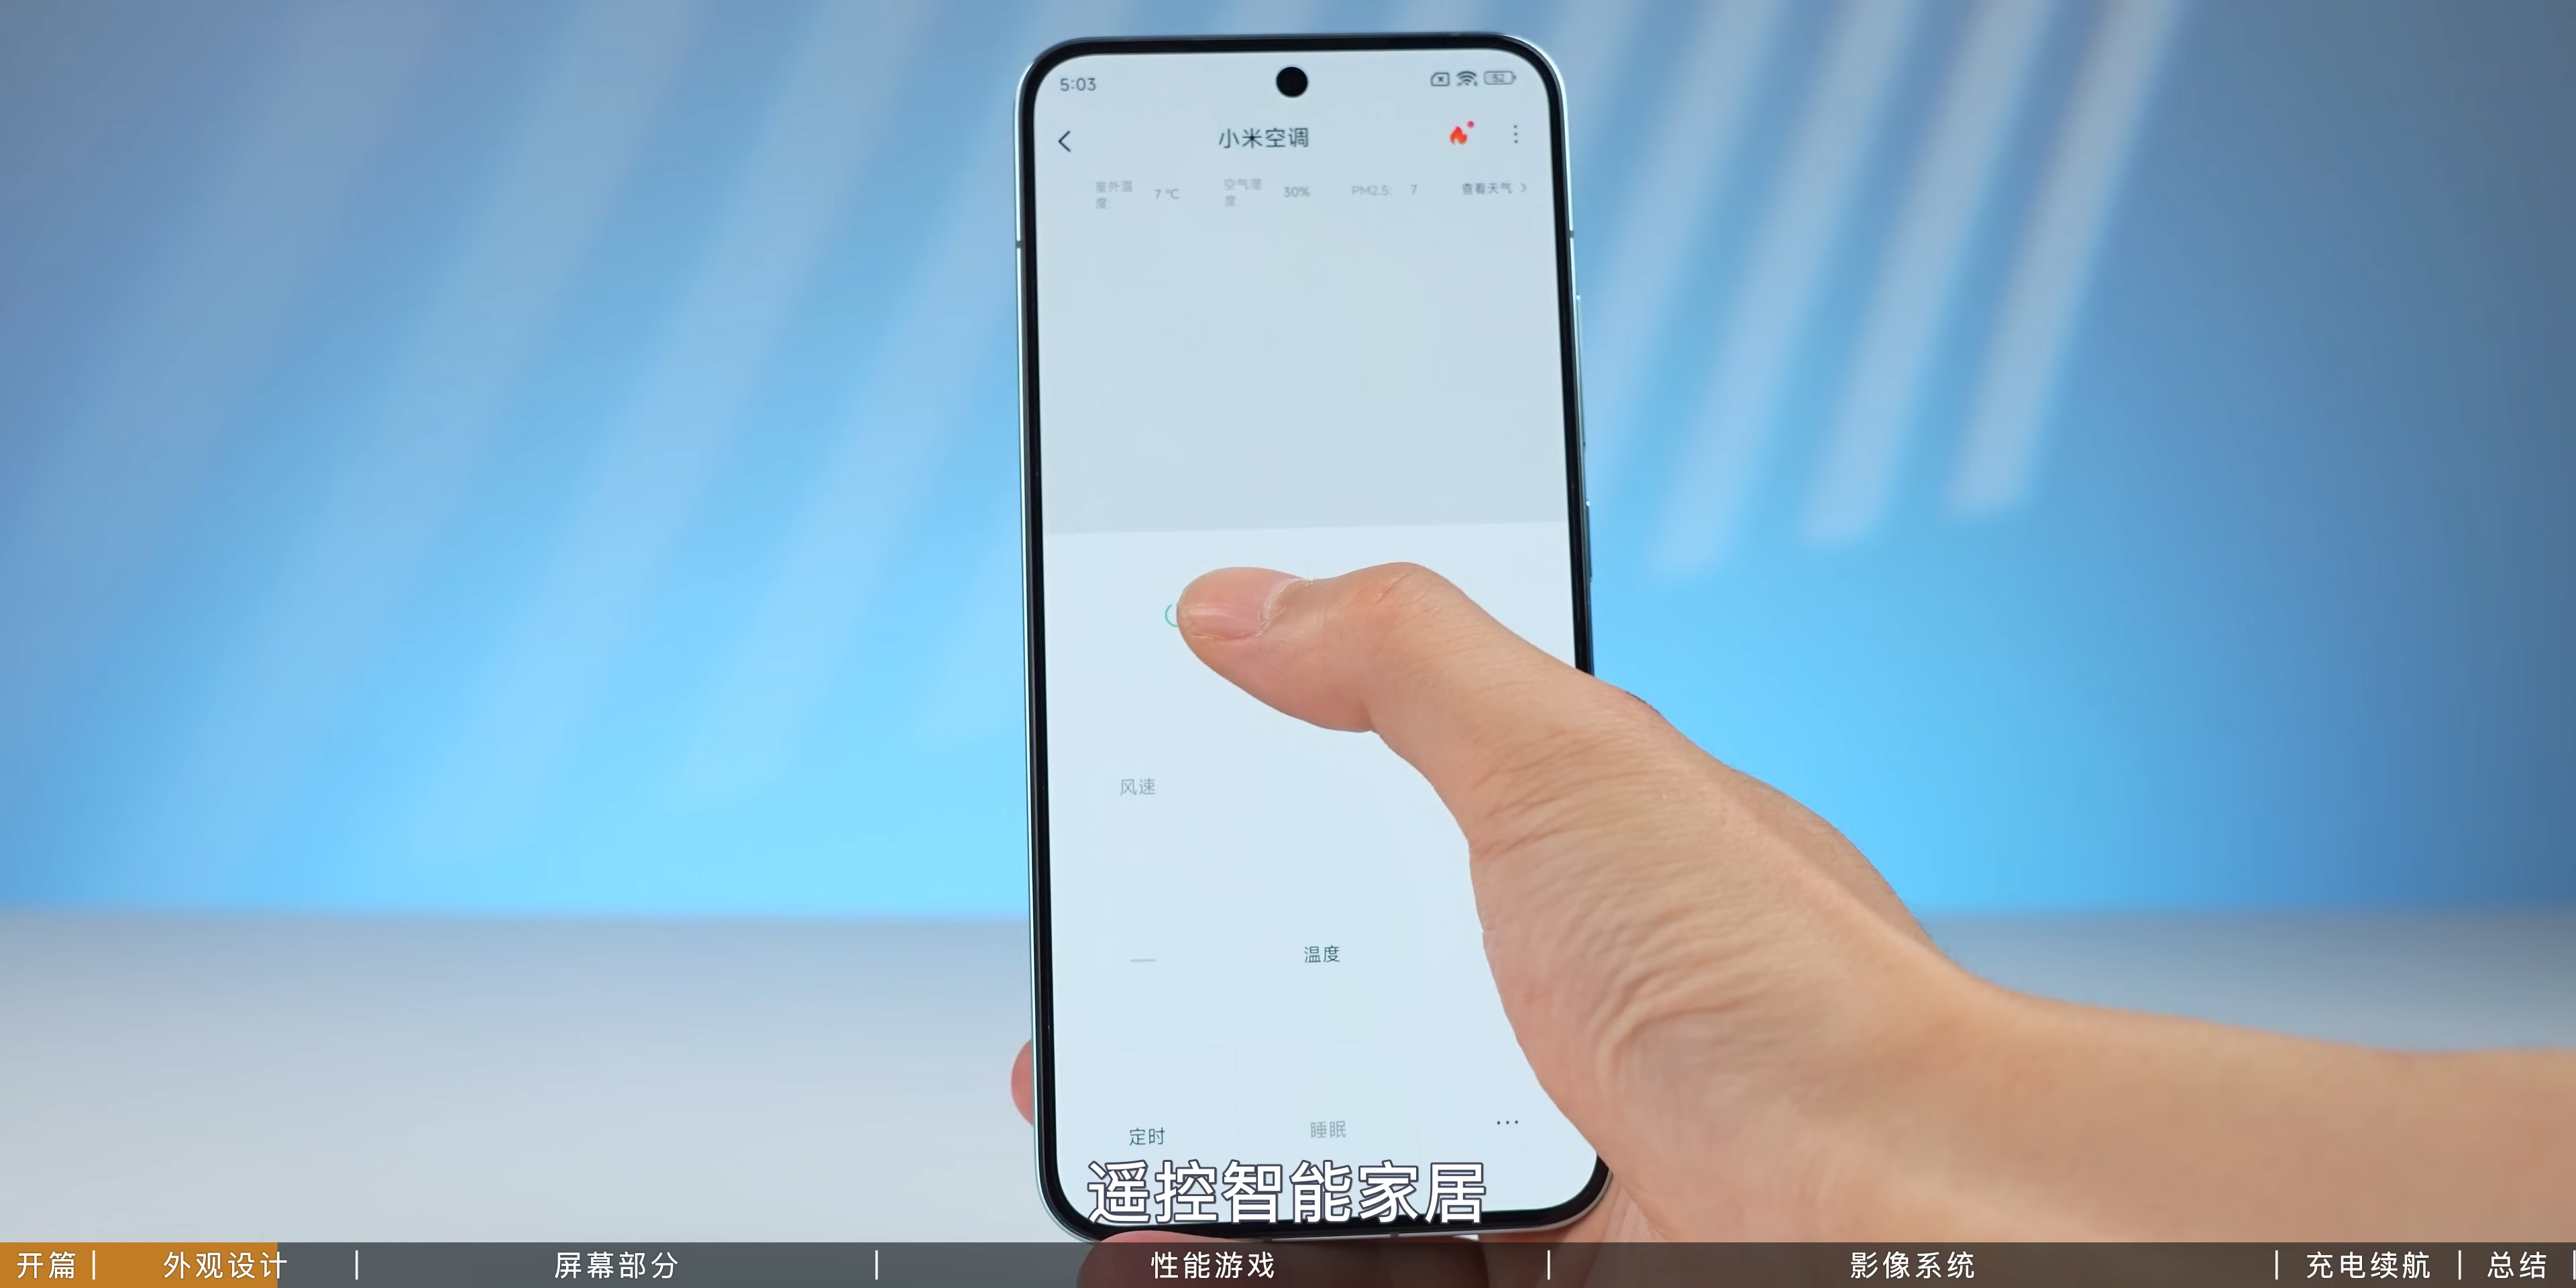 5:03
52
小米空调
室外温度: 7 ℃ 空气湿度: 30% PM2.5: 7 查看天气 >
风速
温度
定时 睡眠 ...
遥控智能家居
开篇 | 外观设计 | 屏幕部分 | 性能游戏 | 影像系统 | 充电续航 | 总结